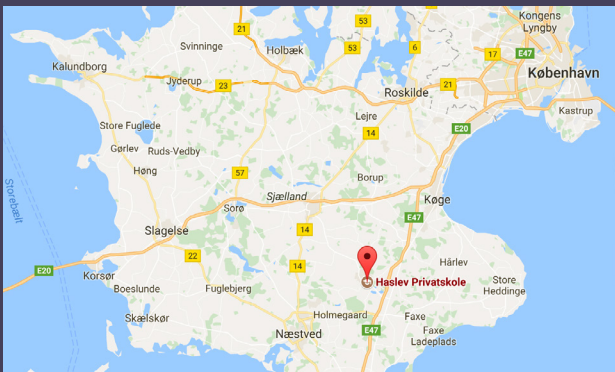 Kongens
Lyngby
53
21
Svinninge
Holbæk
53
6
17
E47
Kalundborg
København
Jyderup
23
Roskilde
21
Kastrup
Lejre
Store Fuglede
14
E20
Gørlev
Ruds-Vedby
Høng
57
Borup
Storebælt
Sjælland
Køge
Sorø
E47
Slagelse
14
22
14
Hårlev
E20
Korsør
Haslev Privatskole
Store
Heddinge
Boeslunde
Fuglebjerg
Skælskør
Holmegaard
Faxe
Næstved
E47
Faxe
Ladeplads